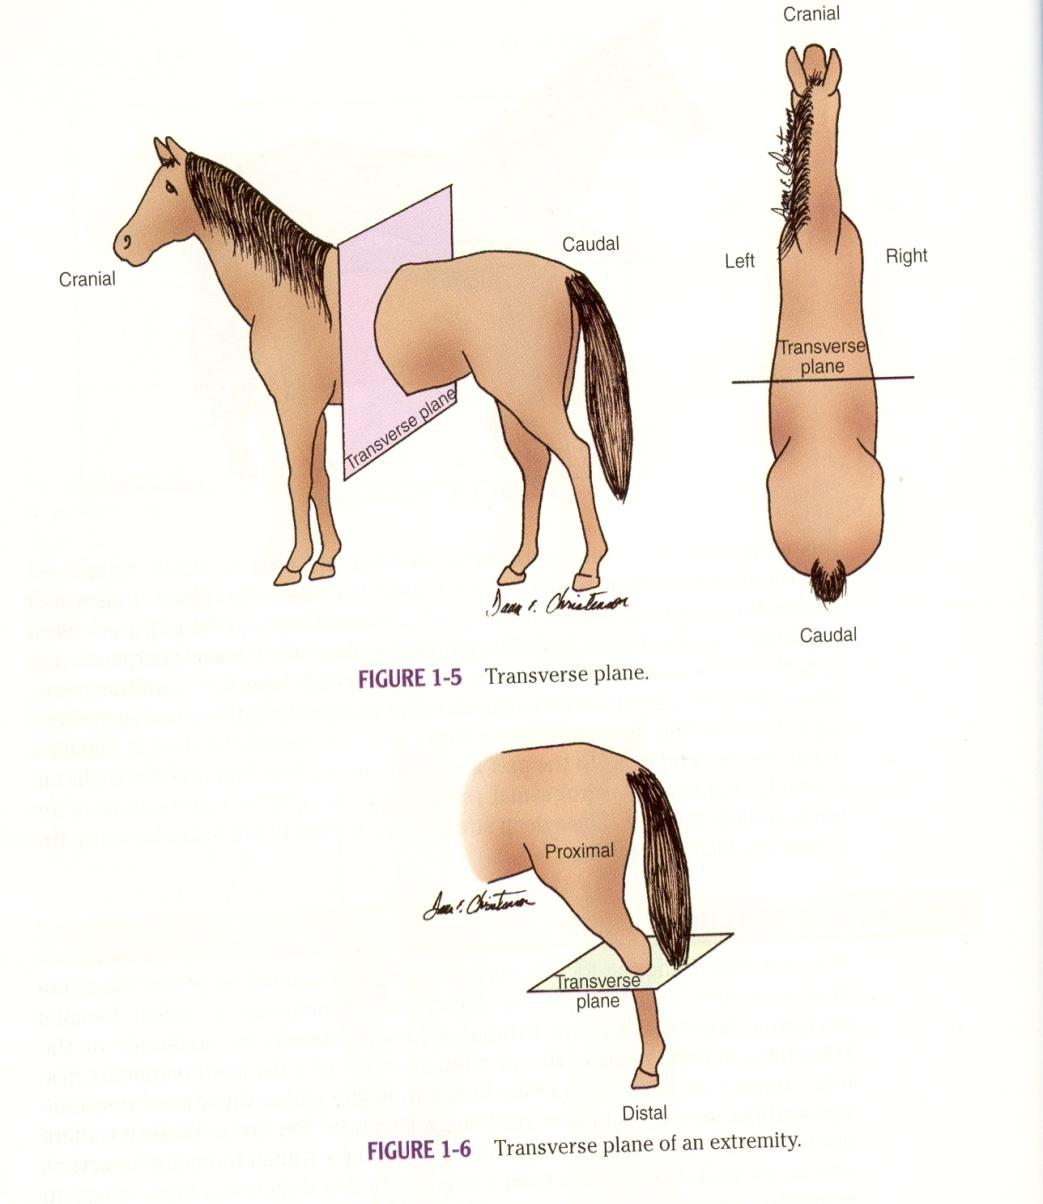 Cranial
Cranial
Caudal
Left
Right
Transverse
plane
Transverse plane
Caudal
FIGURE 1-5 Transverse plane.
Proximal
Transverse
plane
Distal
FIGURE 1-6 Transverse plane of an extremity.